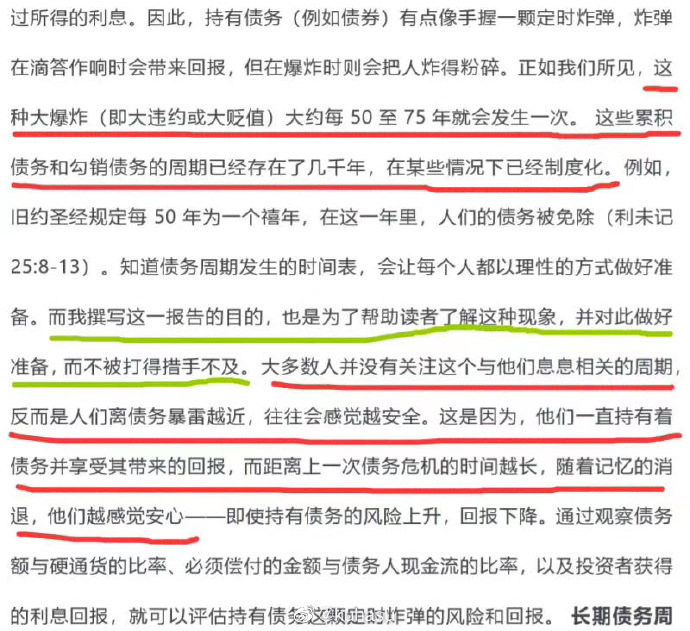 过所得的利息。因此，持有债务（例如债券）有点像手握一颗定时炸弹，炸弹
在滴答作响时会带来回报，但在爆炸时则会把人炸得粉碎。正如我们所见，这
种大爆炸（即大违约或大贬值）大约每 50 至 75 年就会发生一次。 这些累积
债务和勾销债务的周期已经存在了几千年，在某些情况下已经制度化。例如，
旧约圣经规定每 50 年为一个禧年，在这一年里，人们的债务被免除（利未记
25:8-13）。知道债务周期发生的时间表，会让每个人都以理性的方式做好准
备。而我撰写这一报告的目的，也是为了帮助读者了解这种现象，并对此做好
准备，而不被打得措手不及。 大多数人并没有关注这个与他们息息相关的周期，
反而是人们离债务暴雷越近，往往会感觉越安全。这是因为，他们一直持有着
债务并享受其带来的回报，而距离上一次债务危机的时间越长，随着记忆的消
退，他们越感觉安心——即使持有债务的风险上升，回报下降。通过观察债务
额与硬通货的比率、必须偿付的金额与债务人现金流的比率，以及投资者获得
的利息回报，就可以评估持有债务这颗定时炸弹的风险和回报。 长期债务周